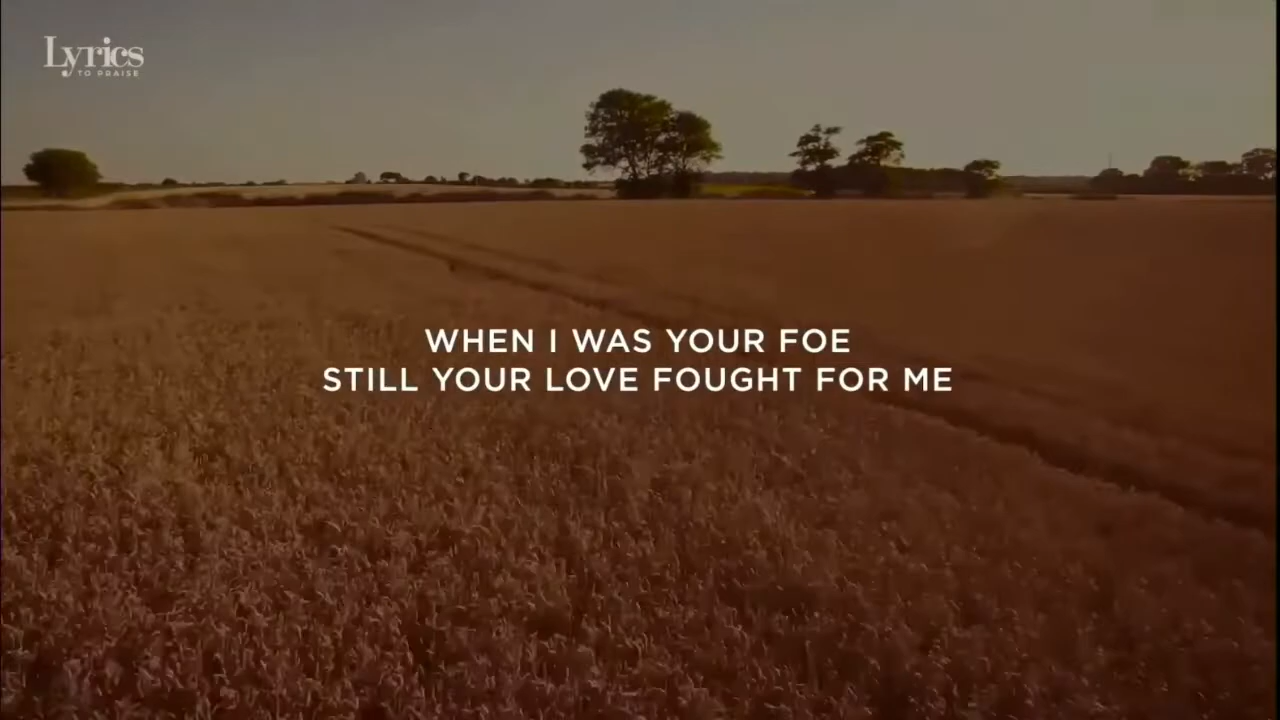 Lyrics
TO PRAISE
WHEN I WAS YOUR FOE
STILL YOUR LOVE FOUGHT FOR ME